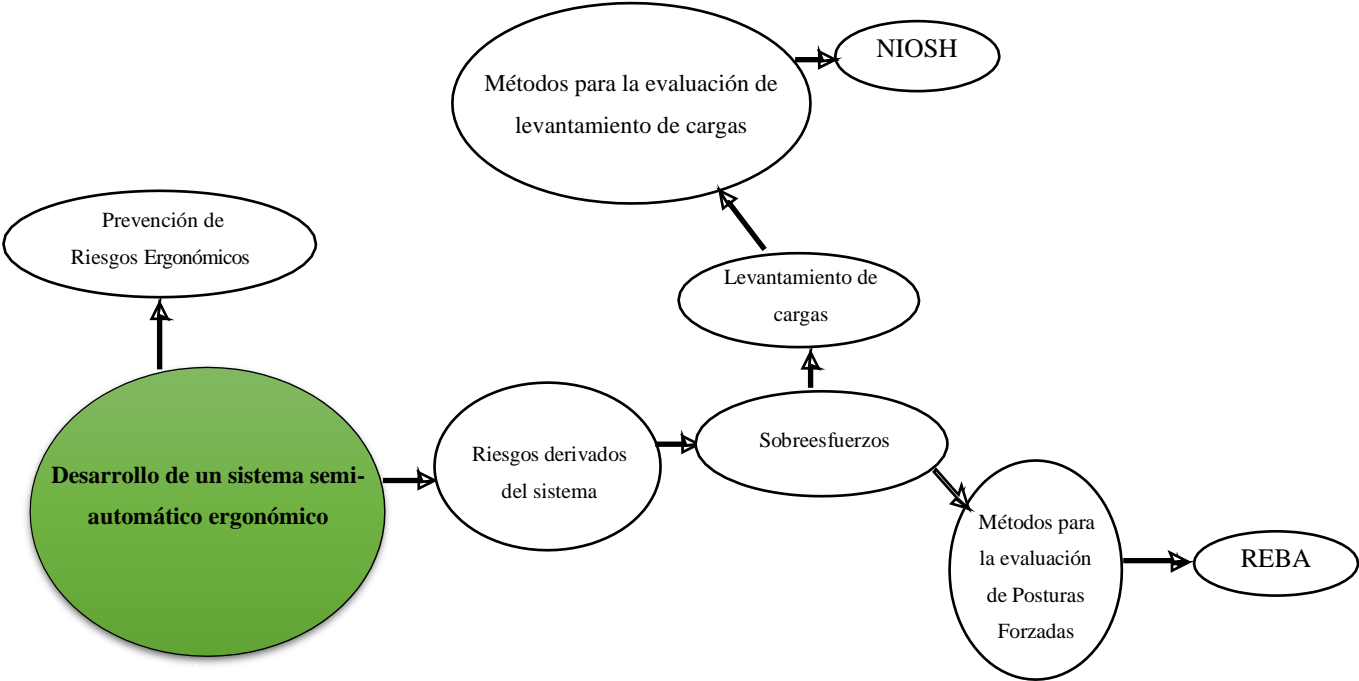 NIOSH
Métodos para la evaluación de
levantamiento de cargas
Prevención de
Riesgos Ergonómicos
Levantamiento de
cargas
Desarrollo de un sistema semi-
automático ergonómico
Riesgos derivados
del sistema
Sobreesfuerzos
Métodos para
la evaluación
de Posturas
Forzadas
REBA